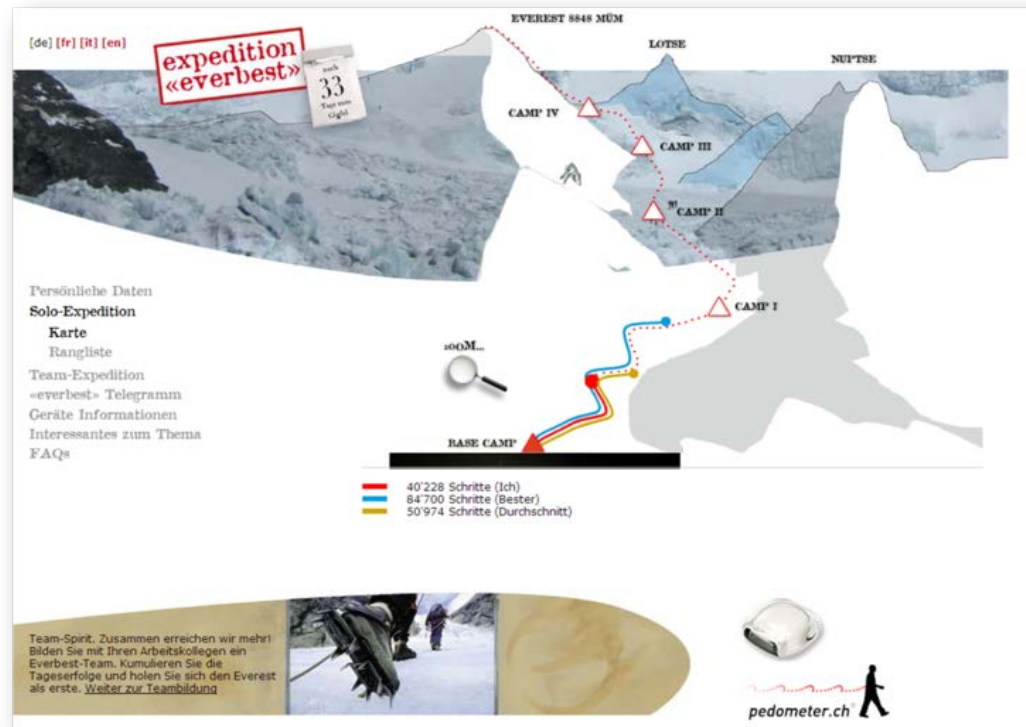 [de] [fr] [it] [en]
expedition
«everbest»
noch
33
Tage zum
Gipfel
EVEREST 8848 MÜM
LOTSE
NUPTSE
CAMP IV
CAMP III
CAMP II
CAMP I
200M...
BASE CAMP
Persönliche Daten
Solo-Expedition
Karte
Rangliste
Team-Expedition
«everbest» Telegramm
Geräte Informationen
Interessantes zum Thema
FAQs
40'228 Schritte (Ich)
84'700 Schritte (Bester)
50'974 Schritte (Durchschnitt)
Team-Spirit. Zusammen erreichen wir mehr!
Bilden Sie mit Ihren Arbeitskollegen ein
Everbest-Team. Kumulieren Sie die
Tageserfolge und holen Sie sich den Everest
als erste. Weiter zur Teambildung
pedometer.ch